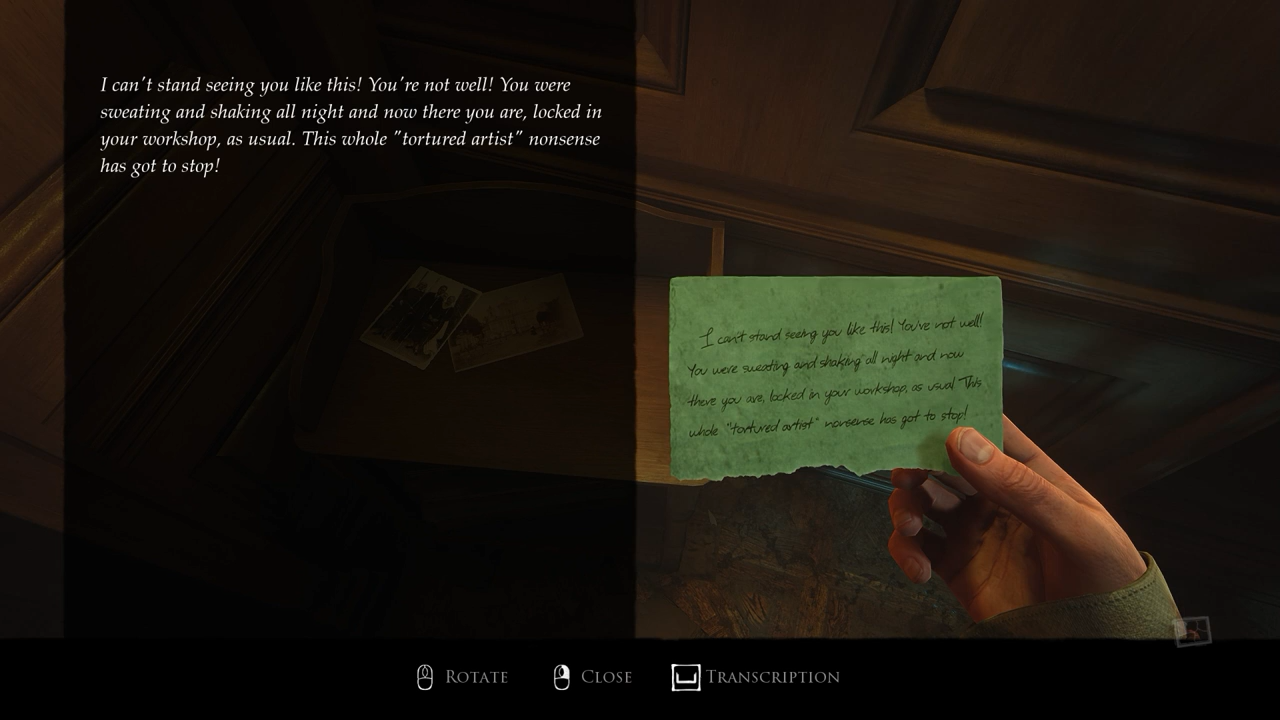 I can't stand seeing you like this! You're not well! You were
sweating and shaking all night and now there you are, locked in
your workshop, as usual. This whole "tortured artist" nonsense
has got to stop!
I can't stand seeing you like this! You're not well!
You were sweating and shaking all night and now
there you are, locked in your workshop, as usual. This
whole "tortured artist" nonsense has got to stop!
ROTATE CLOSE TRANSCRIPTION